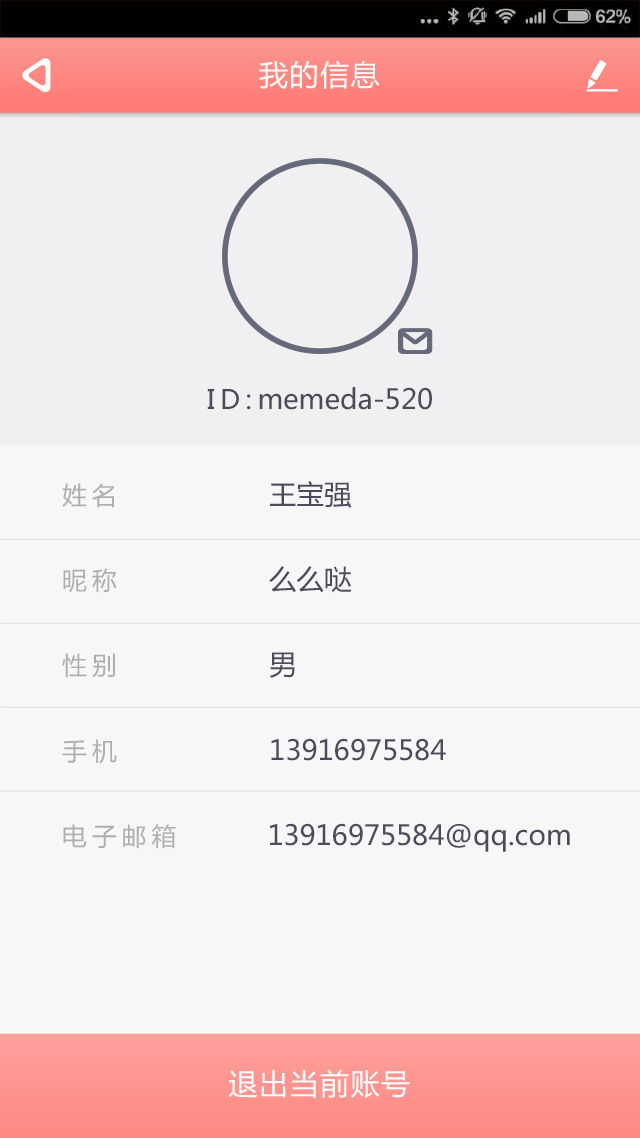 62%
我的信息
ID:memeda-520
姓名 王宝强
昵称 么么哒
性别 男
手机 13916975584
电子邮箱 13916975584@qq.com
退出当前账号